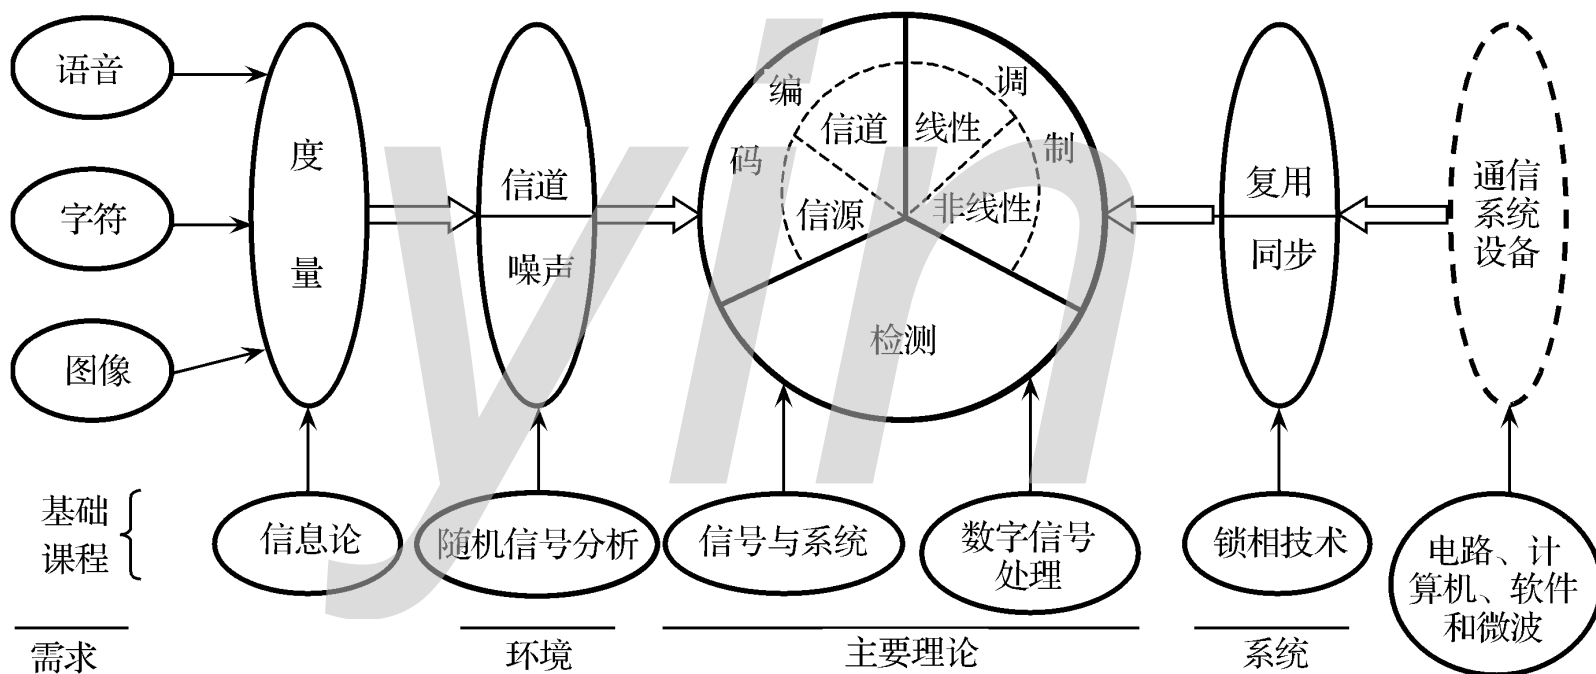 语音
字符
图像
度
量
信道
噪声
编
码
信道
信源
调
制
线性
非线性
检测
复用
同步
通信
系统
设备
基础
课程
信息论
随机信号分析
信号与系统
数字信号
处理
锁相技术
电路、计
算机、软件
和微波
需求
环境
主要理论
系统
yin